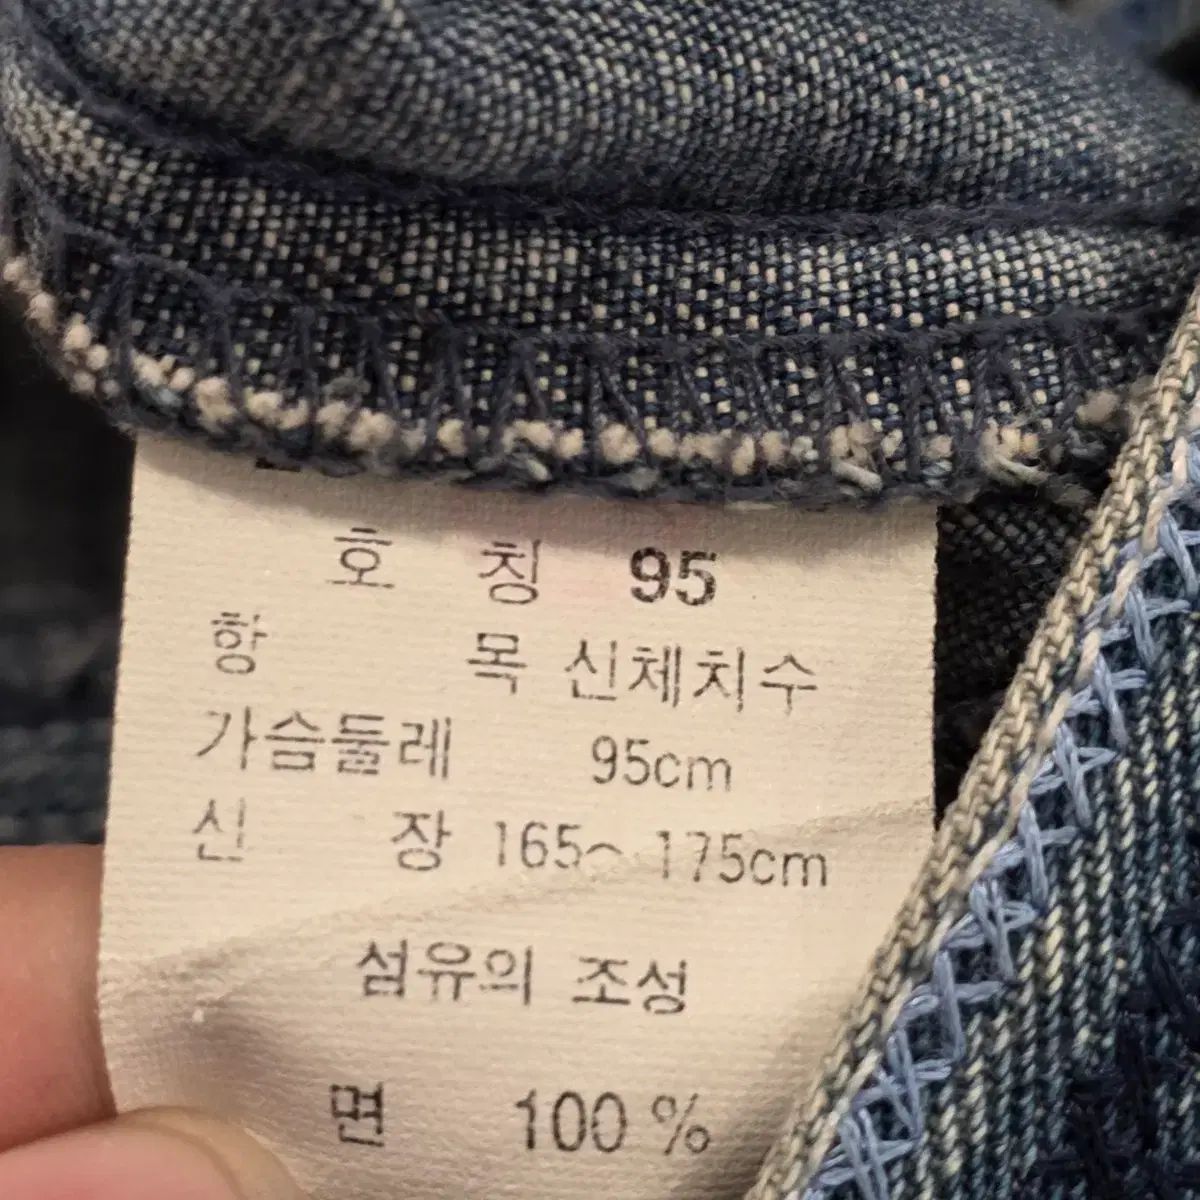 호 칭 95
항 목 신체치수
가슴둘레 95cm
신 장 165~175cm
섬유의 조성
면 100%